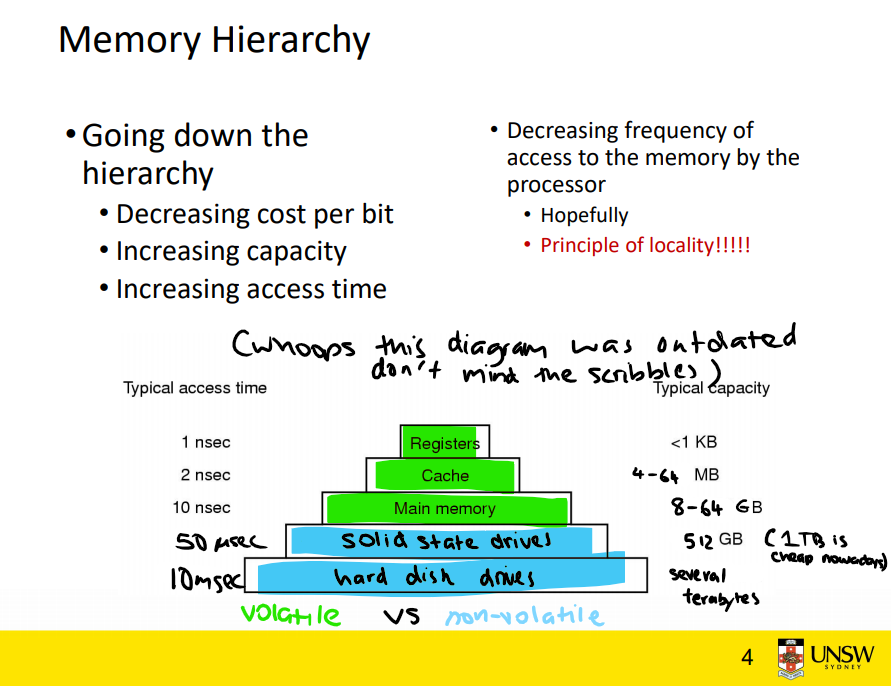 Memory Hierarchy
• Going down the
hierarchy
• Decreasing cost per bit
• Increasing capacity
• Increasing access time
• Decreasing frequency of
access to the memory by the
processor
• Hopefully
• Principle of locality!!!!!
(whoops this diagram was outdated
don't mind the scribbles)
Typical access time
Typical capacity
1 nsec Registers <1 KB
2 nsec Cache 4-64 MB
10 nsec Main memory 8-64 GB
50 μsec solid state drives 512 GB (1TB is
cheap nowadays)
10msec hard disk drives several
terabytes
volatile vs non-volatile
4
UNSW
SYDNEY